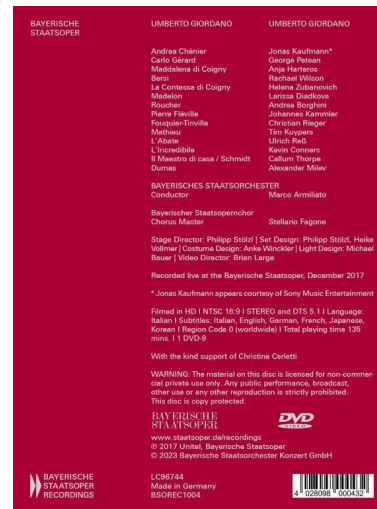 BAYERISCHE
STAATSOPER
UMBERTO GIORDANO UMBERTO GIORDANO
Andrea Chénier Jonas Kaufmann*
Carlo Gérard George Petean
Maddalena di Coigny Anja Harteros
Bersi Rachael Wilson
La Contessa di Coigny Helena Zubanovich
Madelon Larissa Diadkova
Roucher Andrea Borghini
Pierre Fléville Johannes Kammler
Fouquier-Tinville Christian Rieger
Mathieu Tim Kuypers
L'Abate Ulrich Reß
L'Incredibile Kevin Conners
Il Maestro di casa / Schmidt Callum Thorpe
Dumas Alexander Milev
BAYERISCHES STAATSORCHESTER
Conductor Marco Armiliato
Bayerischer Staatsopernchor
Chorus Master Stellario Fagone
Stage Director: Philipp Stölzl | Set Design: Philipp Stölzl, Heike
Vollmer | Costume Design: Anke Winckler | Light Design: Michael
Bauer | Video Director: Brian Large
Recorded live at the Bayerische Staatsoper, December 2017
* Jonas Kaufmann appears courtesy of Sony Music Entertainment
Filmed in HD | NTSC 16:9 | STEREO and DTS 5.1 | Language:
Italian | Subtitles: Italian, English, German, French, Japanese,
Korean | Region Code 0 (worldwide) | Total playing time 135
mins. | 1 DVD-9
With the kind support of Christine Cerletti
WARNING: The material on this disc is licensed for non-commer-
cial private use only. Any public performance, broadcast,
other use or any other reproduction is strictly prohibited.
This disc is copy protected.
BAYERISCHE
STAATSOPER
DVD
VIDEO
www.staatsoper.de/recordings
℗ 2017 Unitel, Bayerische Staatsoper
© 2023 Bayerische Staatsorchester Konzert GmbH
BAYERISCHE
STAATSOPER
RECORDINGS
LC96744
Made in Germany
BSOREC1004
4 028098 000432